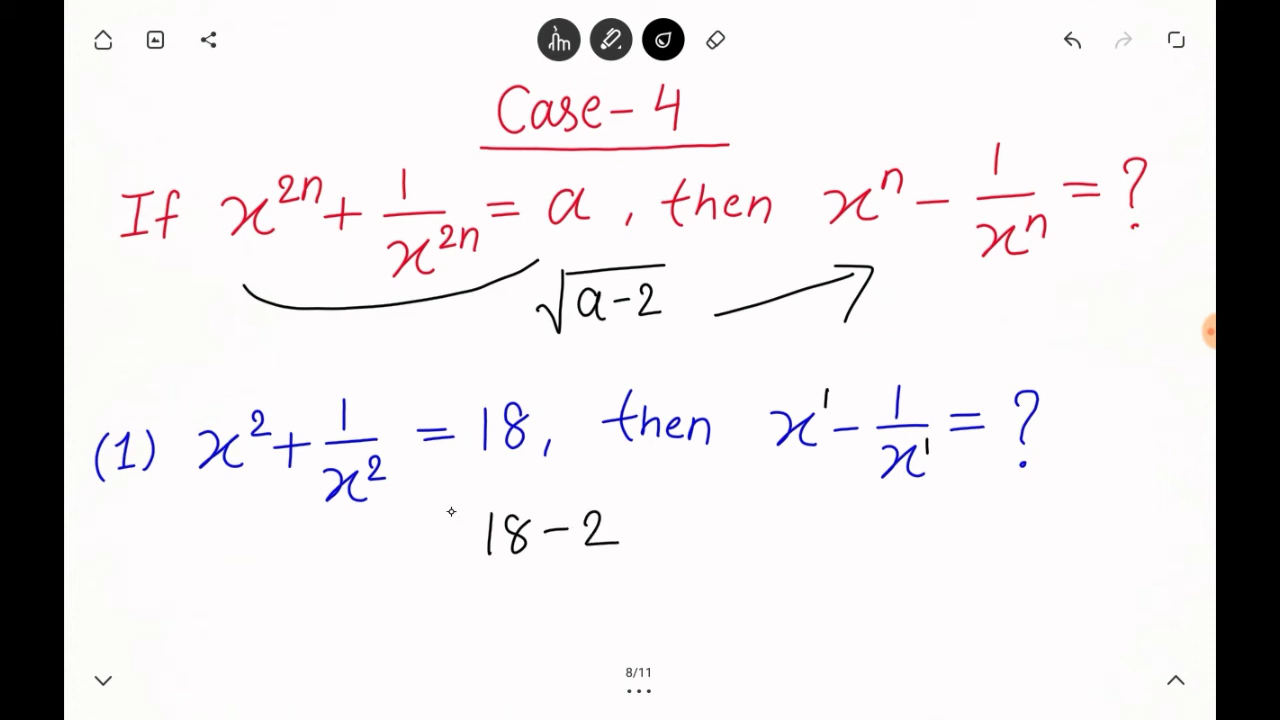 Case-4
If x^{2n} + 1/x^{2n} = a, then x^n - 1/x^n = ?
√(a-2)
(1) x^2 + 1/x^2 = 18, then x^1 - 1/x^1 = ?
18-2
8/11